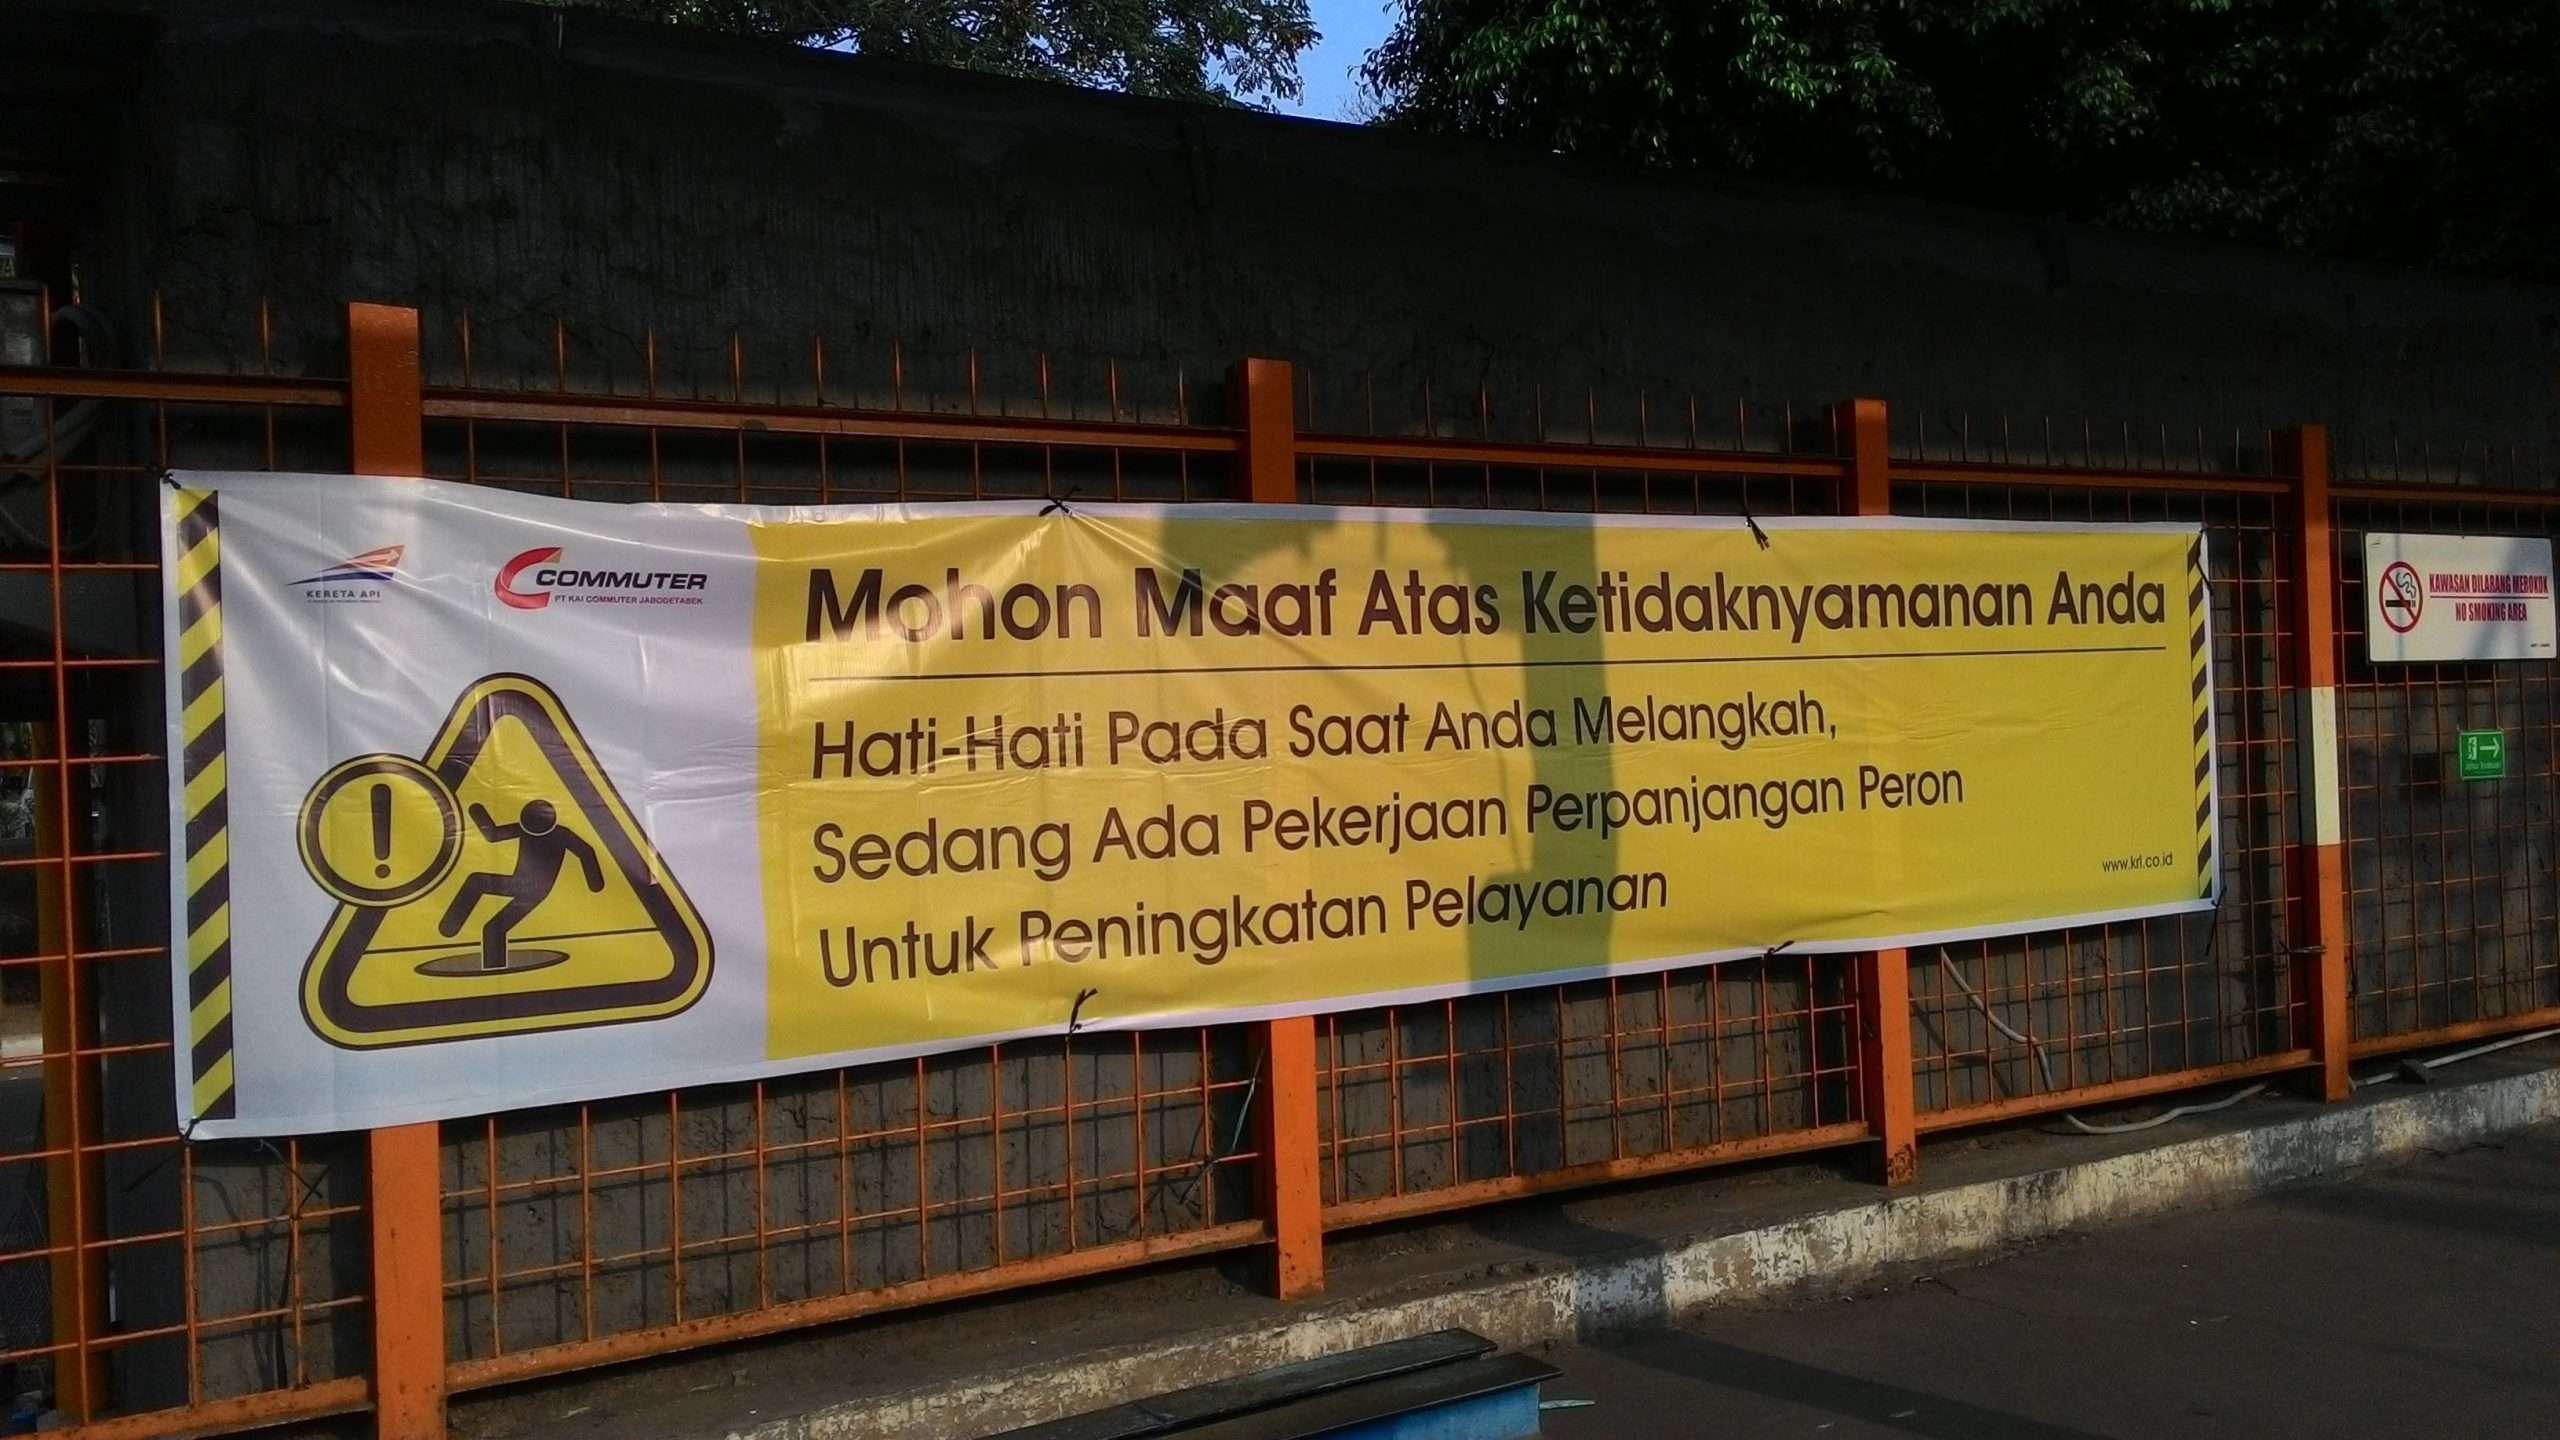 KERETA API
COMMUTER
PT KAI COMMUTER JABODETABEK
Mohon Maaf Atas Ketidaknyamanan Anda
Hati-Hati Pada Saat Anda Melangkah,
Sedang Ada Pekerjaan Perpanjangan Peron
Untuk Peningkatan Pelayanan
www.krl.co.id
!
KAWASAN DILARANG MEROKOK
NO SMOKING AREA